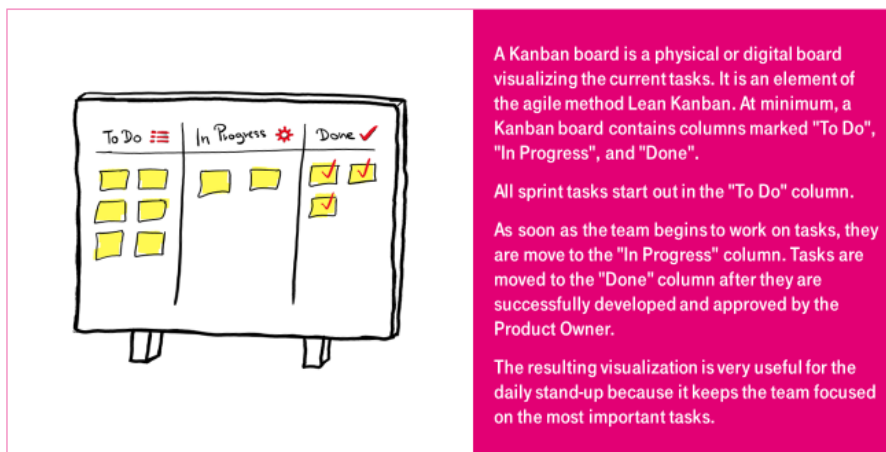 To Do
In Progress
Done
A Kanban board is a physical or digital board
visualizing the current tasks. It is an element of
the agile method Lean Kanban. At minimum, a
Kanban board contains columns marked "To Do",
"In Progress", and "Done".
All sprint tasks start out in the "To Do" column.
As soon as the team begins to work on tasks, they
are move to the "In Progress" column. Tasks are
moved to the "Done" column after they are
successfully developed and approved by the
Product Owner.
The resulting visualization is very useful for the
daily stand-up because it keeps the team focused
on the most important tasks.